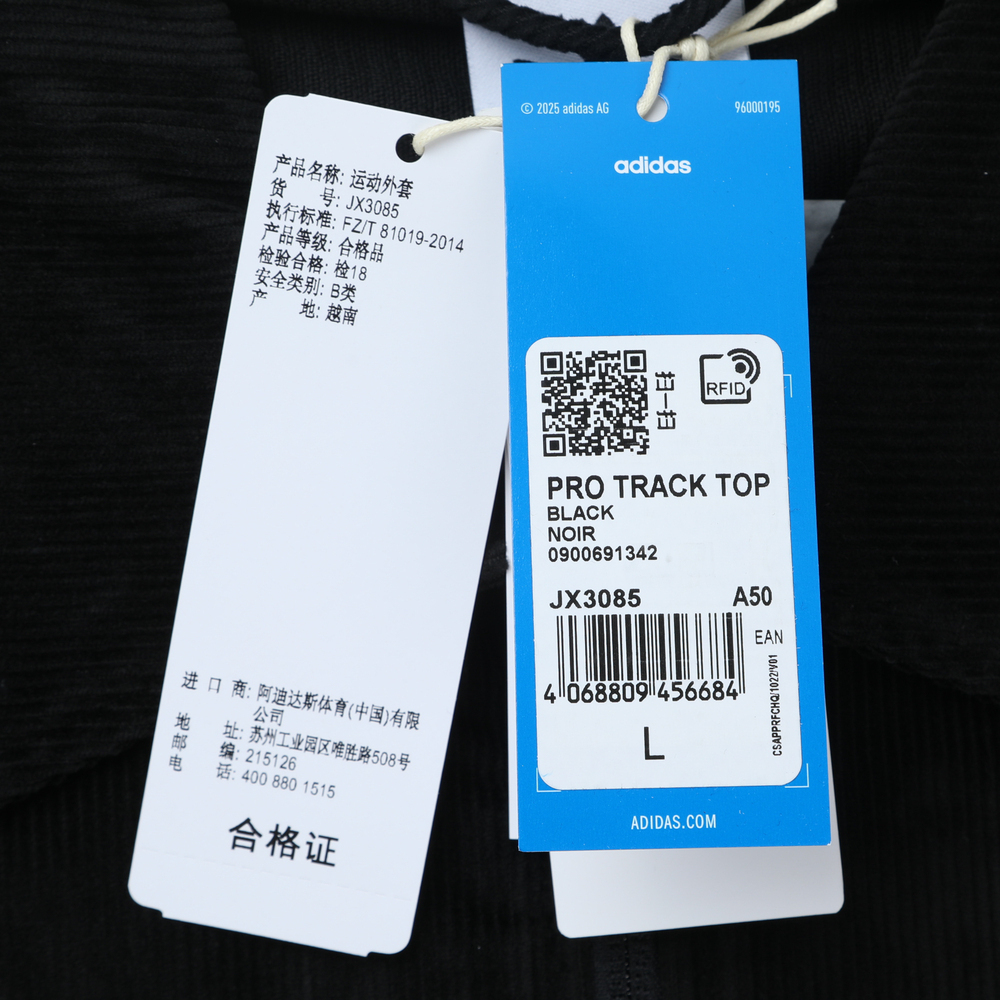 产品名称: 运动外套
货 号: JX3085
执行标准: FZ/T 81019-2014
产品等级: 合格品
检验合格: 检18
安全类别: B类
产 地: 越南
进 口 商: 阿迪达斯体育(中国)有限
公司
地 址: 苏州工业园区唯胜路508号
邮 编: 215126
电 话: 400 880 1515
合格证
© 2025 adidas AG 96000195
adidas
扫一扫
RFID
PRO TRACK TOP
BLACK
NOIR
0900691342
JX3085 A50
EAN
4 068809 456684
CSAPPRFCHQ/1022/V01
L
ADIDAS.COM